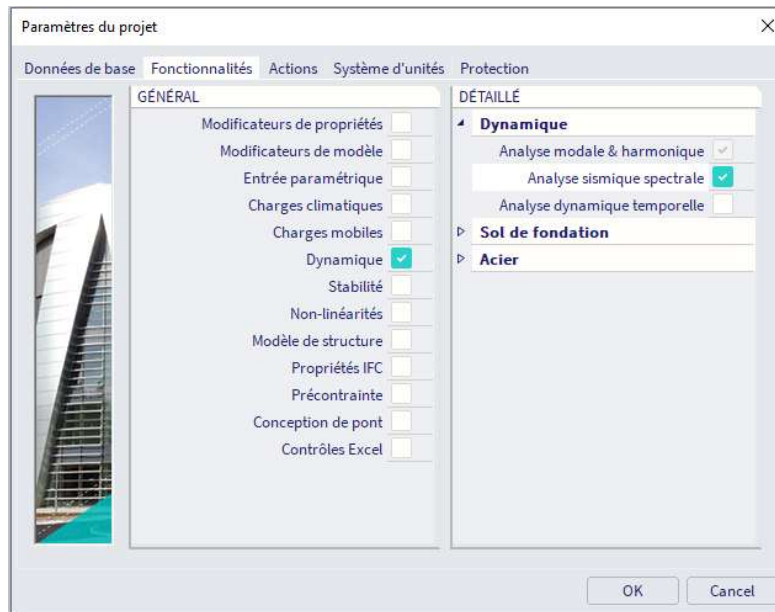 Paramètres du projet
Données de base Fonctionnalités Actions Système d'unités Protection
GÉNÉRAL
Modificateurs de propriétés
Modificateurs de modèle
Entrée paramétrique
Charges climatiques
Charges mobiles
Dynamique
Stabilité
Non-linéarités
Modèle de structure
Propriétés IFC
Précontrainte
Conception de pont
Contrôles Excel
DÉTAILLÉ
Dynamique
Analyse modale & harmonique
Analyse sismique spectrale
Analyse dynamique temporelle
Sol de fondation
Acier
OK Cancel